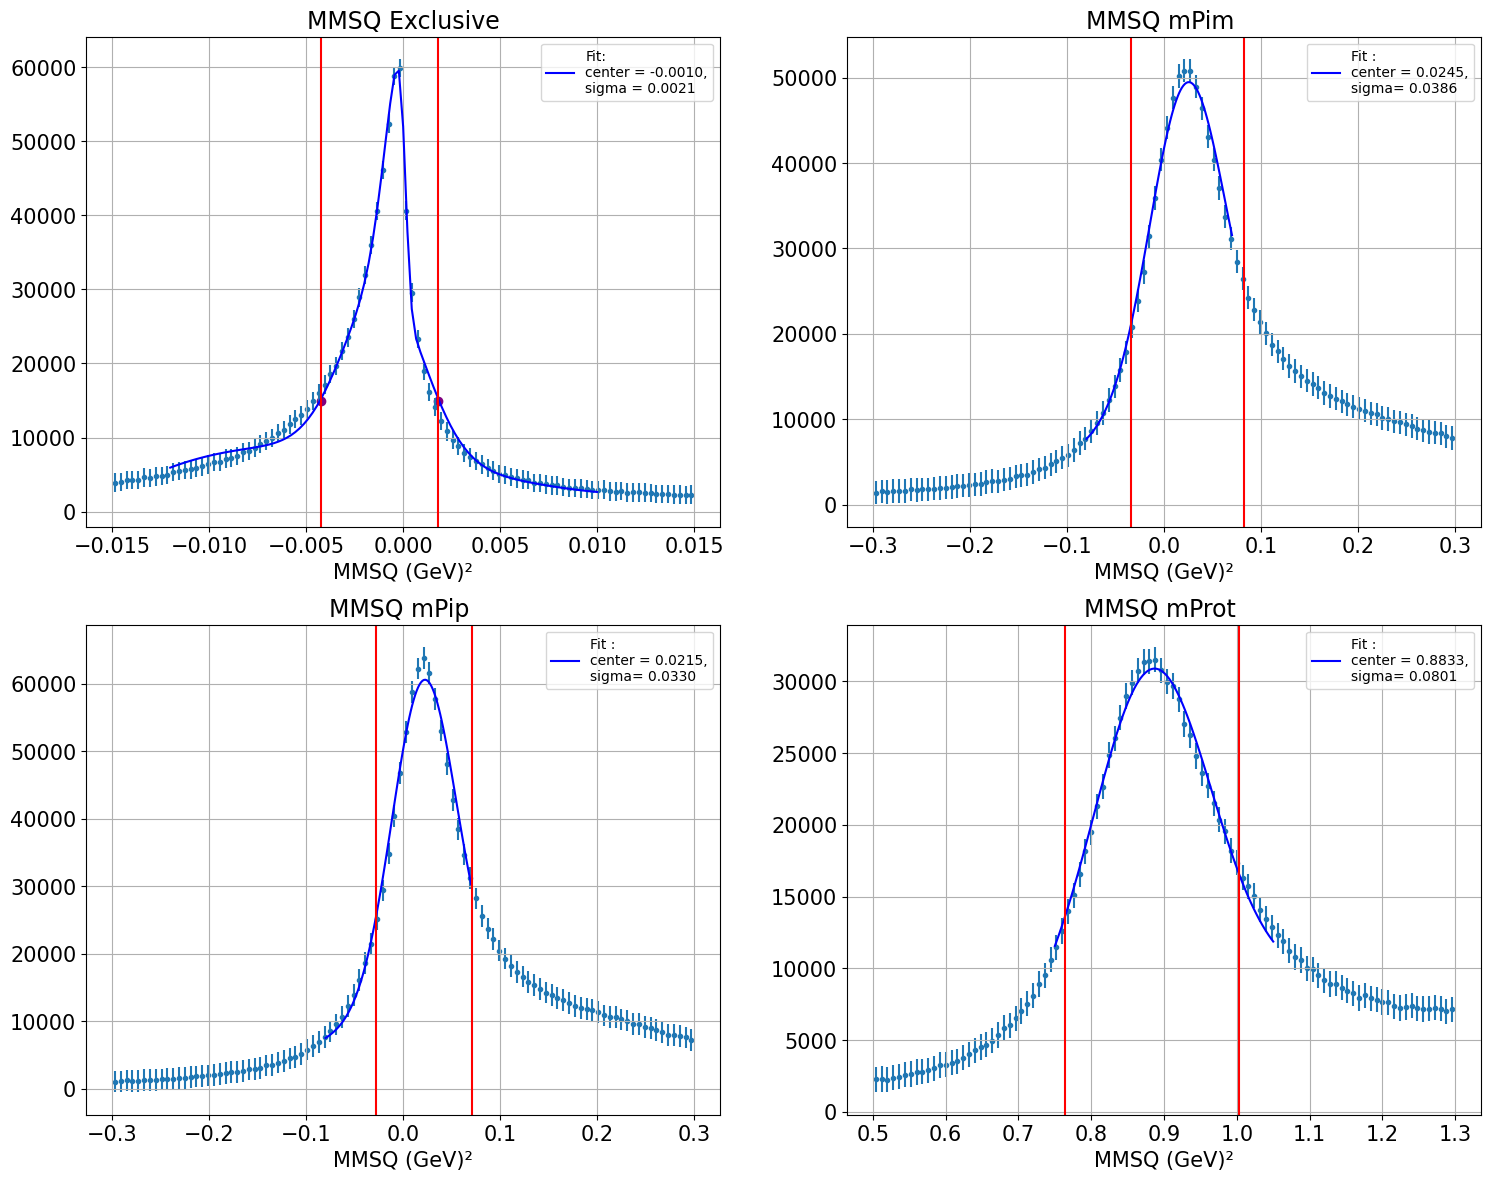 MMSQ Exclusive
Fit:
center = -0.0010,
sigma = 0.0021
60000
50000
40000
30000
20000
10000
0
−0.015 −0.010 −0.005 0.000 0.005 0.010 0.015
MMSQ (GeV)²
MMSQ mPim
Fit :
center = 0.0245,
sigma= 0.0386
50000
40000
30000
20000
10000
0
−0.3 −0.2 −0.1 0.0 0.1 0.2 0.3
MMSQ (GeV)²
MMSQ mPip
Fit :
center = 0.0215,
sigma= 0.0330
60000
50000
40000
30000
20000
10000
0
−0.3 −0.2 −0.1 0.0 0.1 0.2 0.3
MMSQ (GeV)²
MMSQ mProt
Fit :
center = 0.8833,
sigma= 0.0801
30000
25000
20000
15000
10000
5000
0
0.5 0.6 0.7 0.8 0.9 1.0 1.1 1.2 1.3
MMSQ (GeV)²